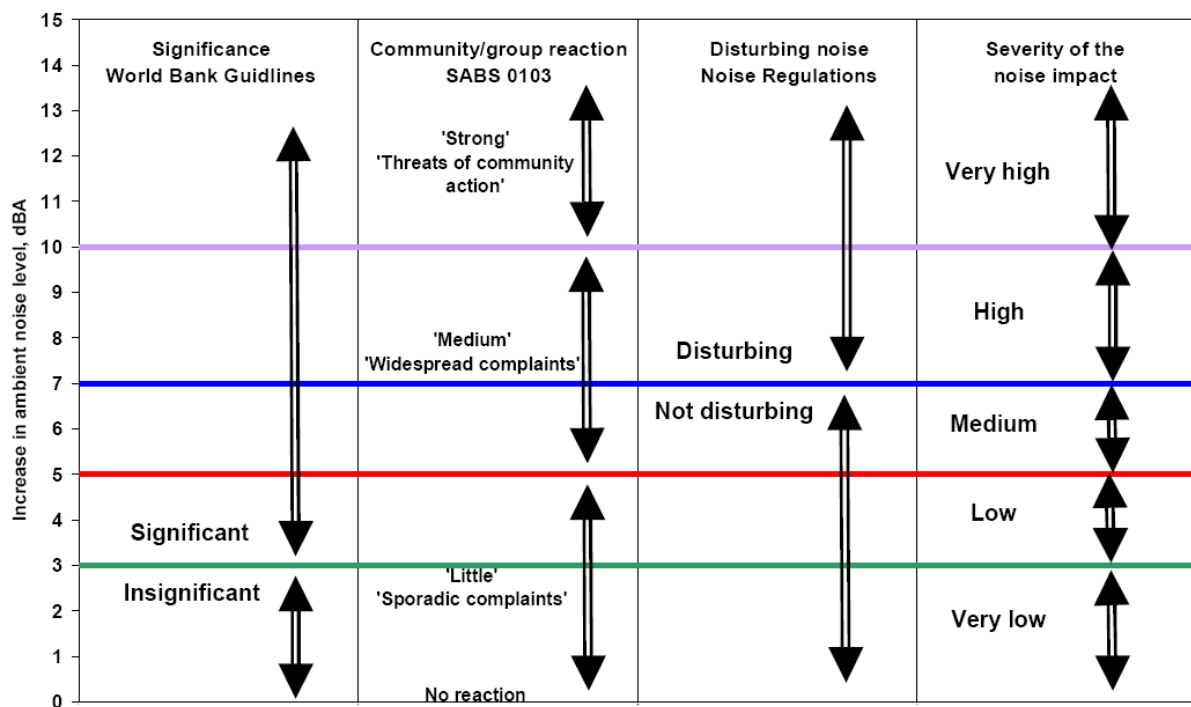 Increase in ambient noise level, dBA
15
14
13
12
11
10
9
8
7
6
5
4
3
2
1
0
Significance
World Bank Guidlines
Significant
Insignificant
Community/group reaction
SABS 0103
'Strong'
'Threats of community
action'
'Medium'
'Widespread complaints'
'Little'
'Sporadic complaints'
No reaction
Disturbing noise
Noise Regulations
Disturbing
Not disturbing
Severity of the
noise impact
Very high
High
Medium
Low
Very low